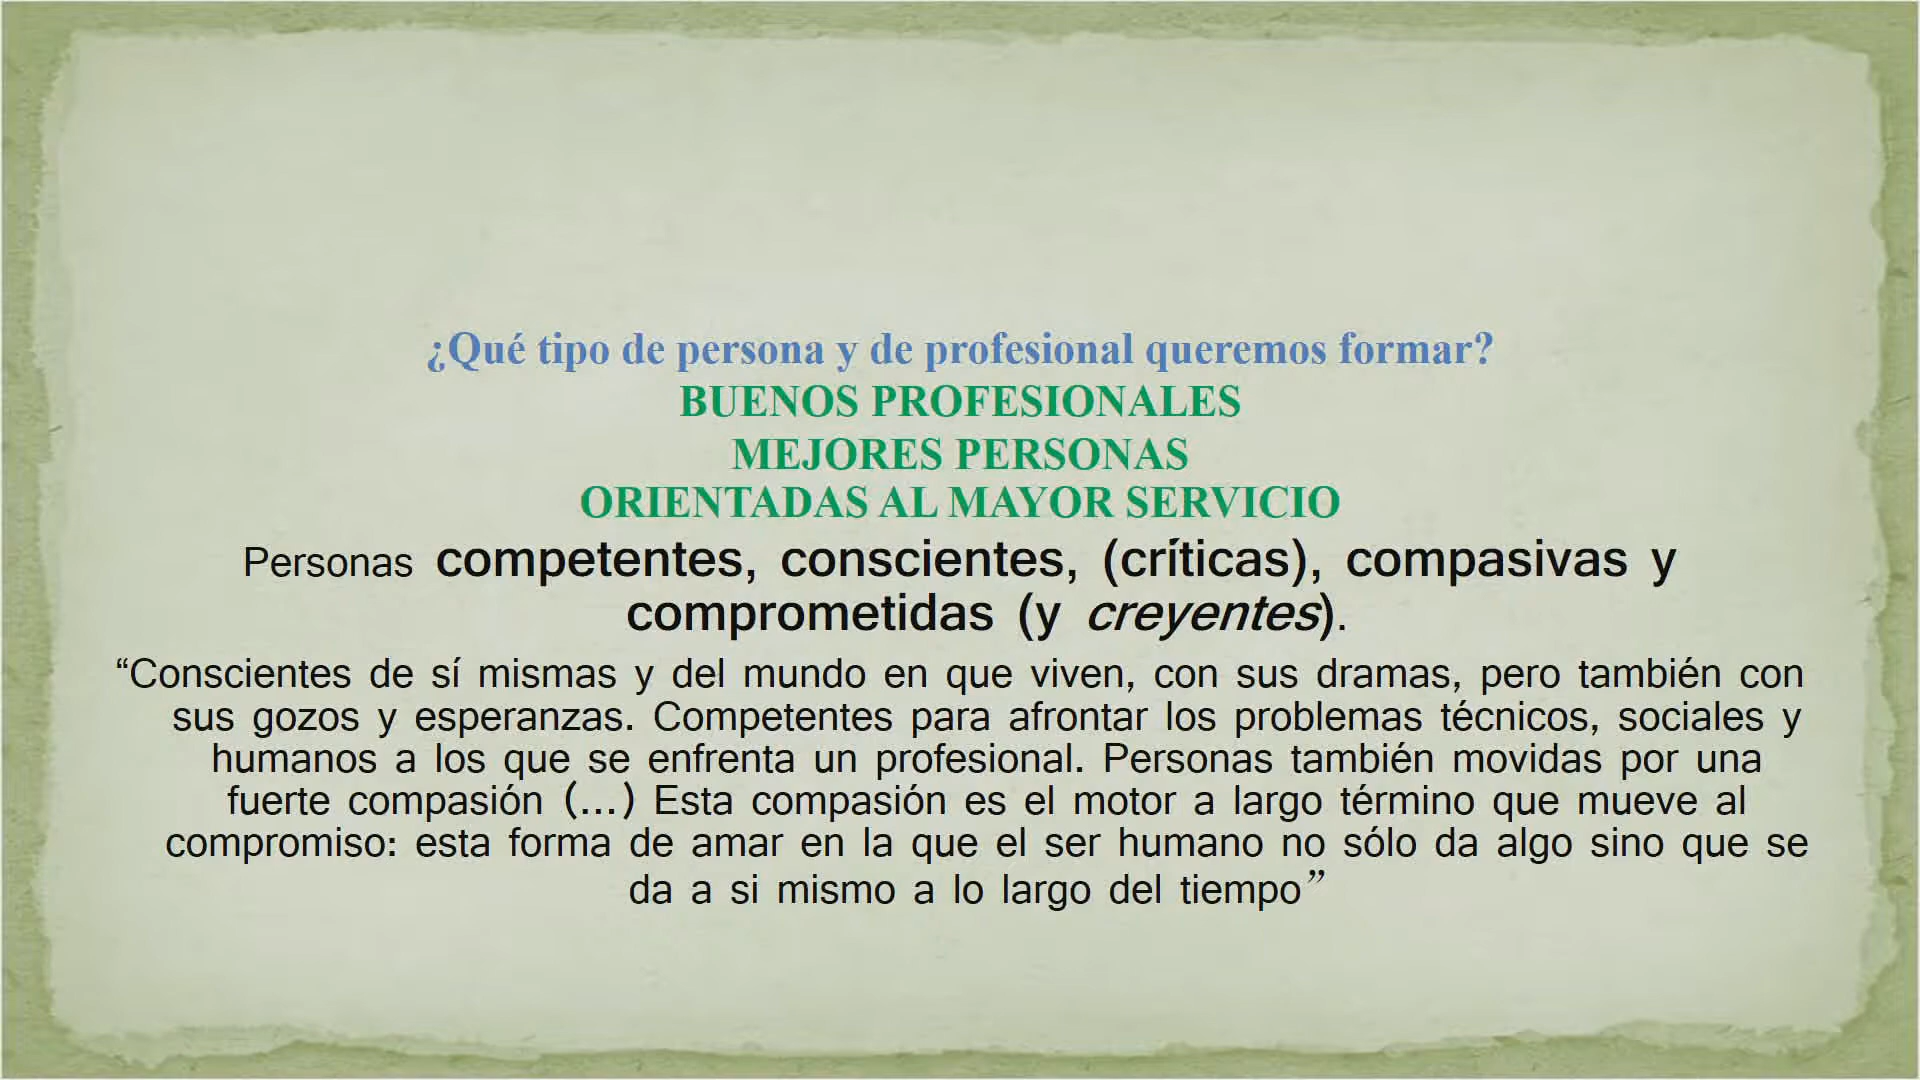 ¿Qué tipo de persona y de profesional queremos formar?
BUENOS PROFESIONALES
MEJORES PERSONAS
ORIENTADAS AL MAYOR SERVICIO
Personas competentes, conscientes, (críticas), compasivas y
comprometidas (y creyentes).
“Conscientes de sí mismas y del mundo en que viven, con sus dramas, pero también con
sus gozos y esperanzas. Competentes para afrontar los problemas técnicos, sociales y
humanos a los que se enfrenta un profesional. Personas también movidas por una
fuerte compasión (...) Esta compasión es el motor a largo término que mueve al
compromiso: esta forma de amar en la que el ser humano no sólo da algo sino que se
da a si mismo a lo largo del tiempo”